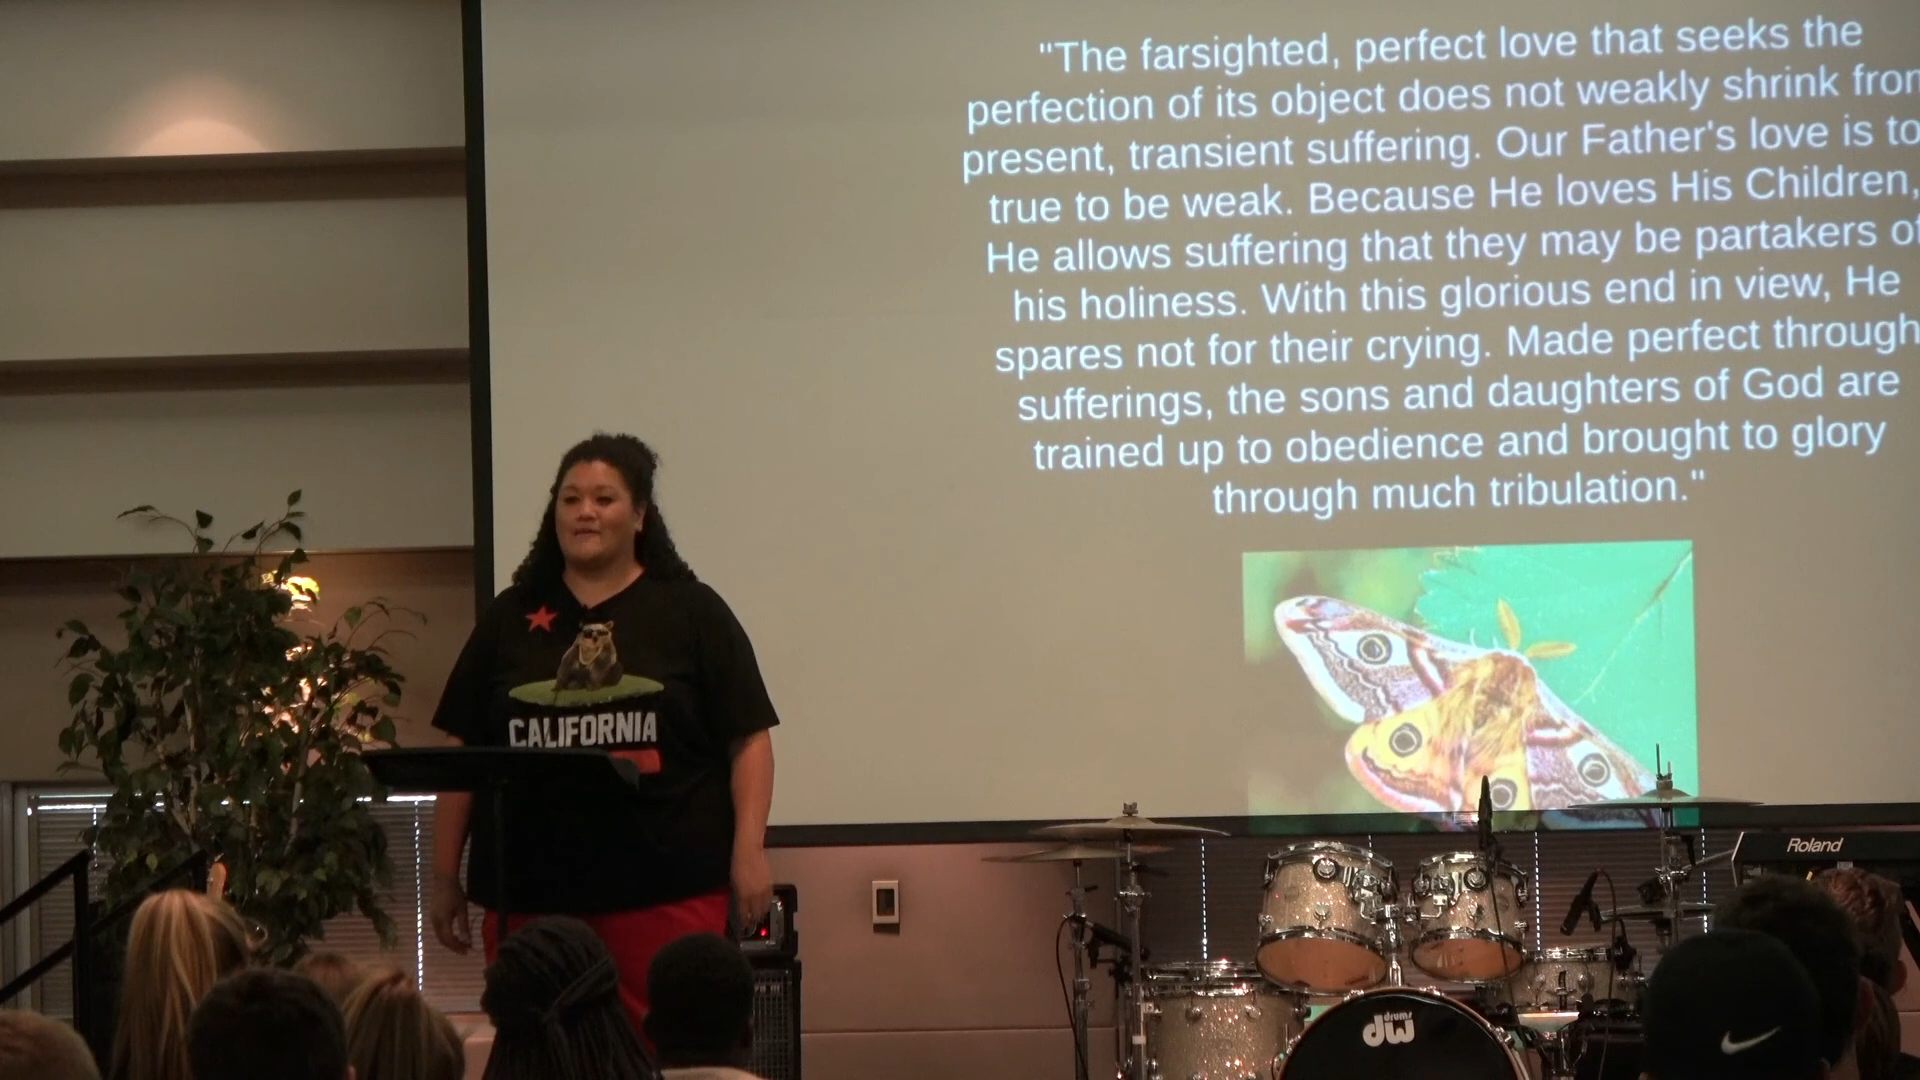 "The farsighted, perfect love that seeks the
perfection of its object does not weakly shrink from
present, transient suffering. Our Father's love is to
true to be weak. Because He loves His Children,
He allows suffering that they may be partakers of
his holiness. With this glorious end in view, He
spares not for their crying. Made perfect through
sufferings, the sons and daughters of God are
trained up to obedience and brought to glory
through much tribulation."
CALIFORNIA
Roland
drums
dw